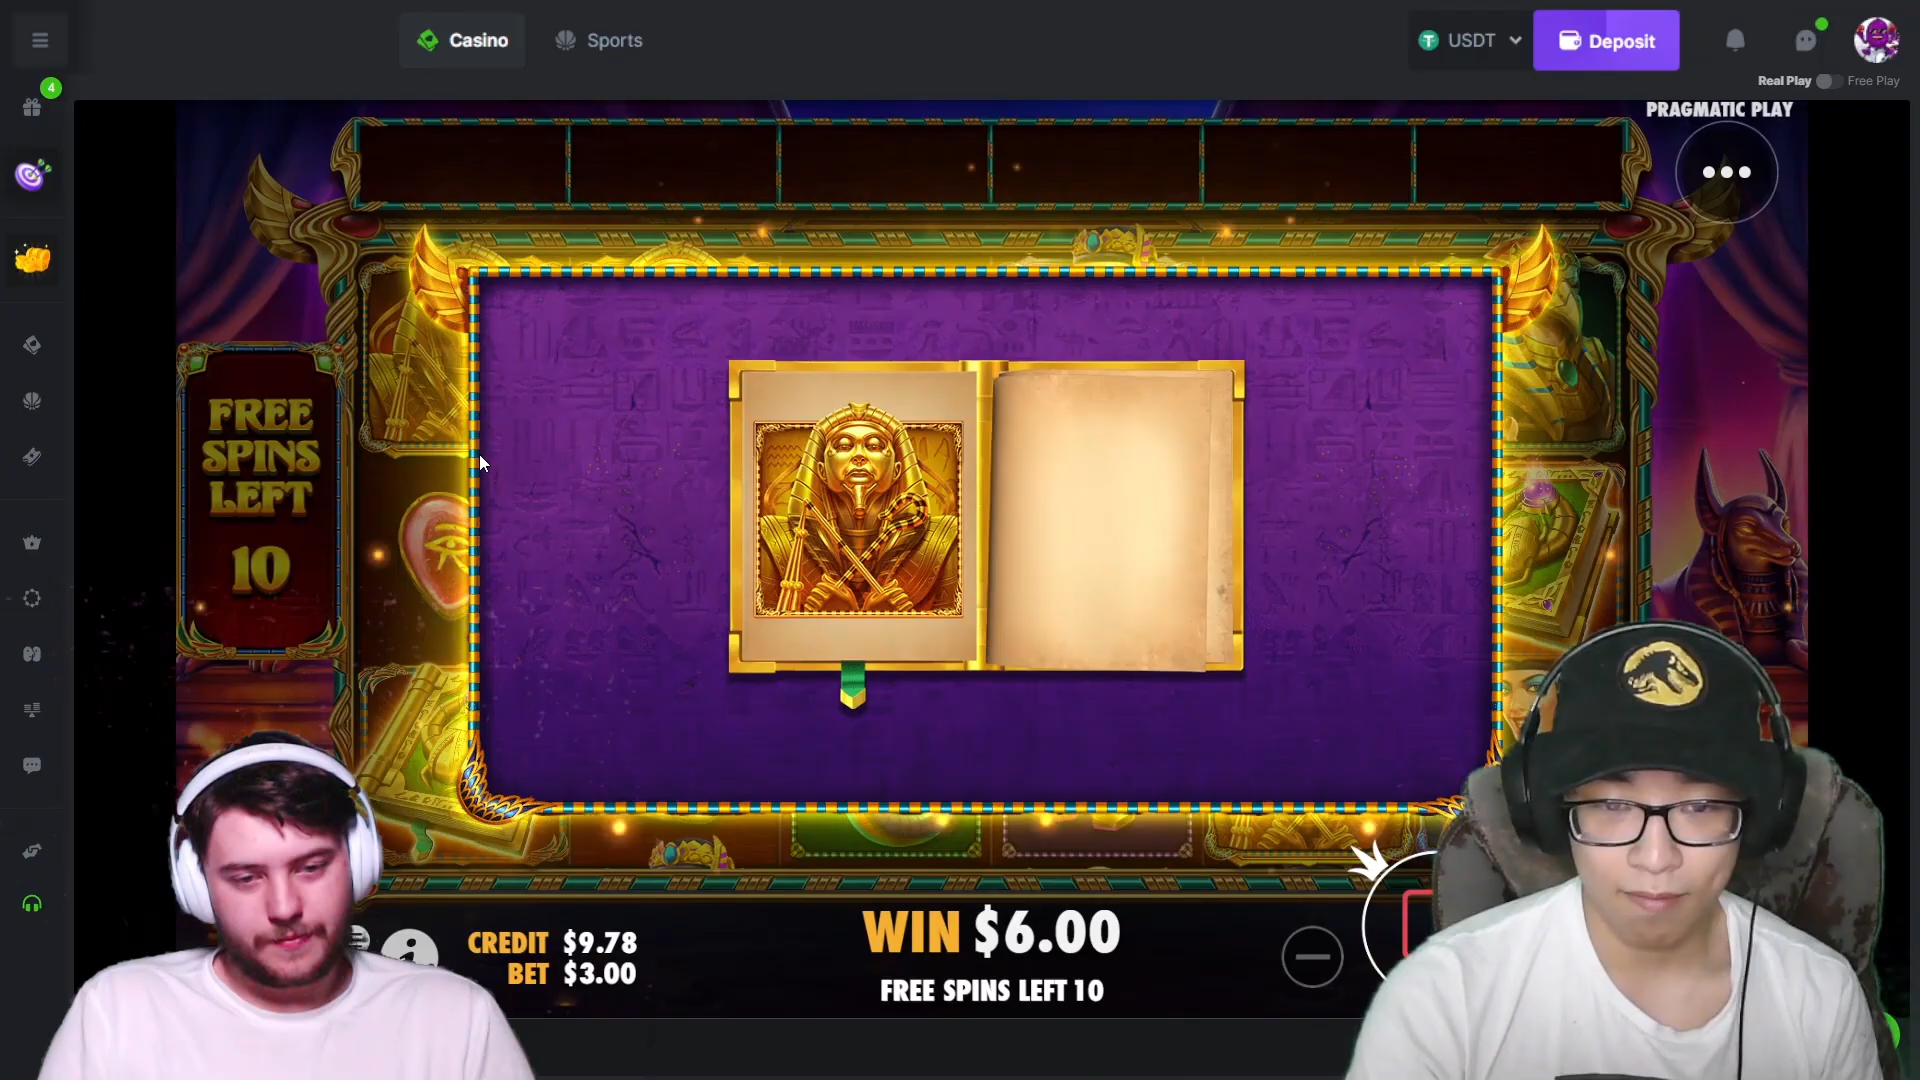 Casino
Sports
USDT
Deposit
4
Real Play
Free Play
PRAGMATIC PLAY
FREE
SPINS
LEFT
10
CREDIT $9.78
BET $3.00
WIN $6.00
FREE SPINS LEFT 10